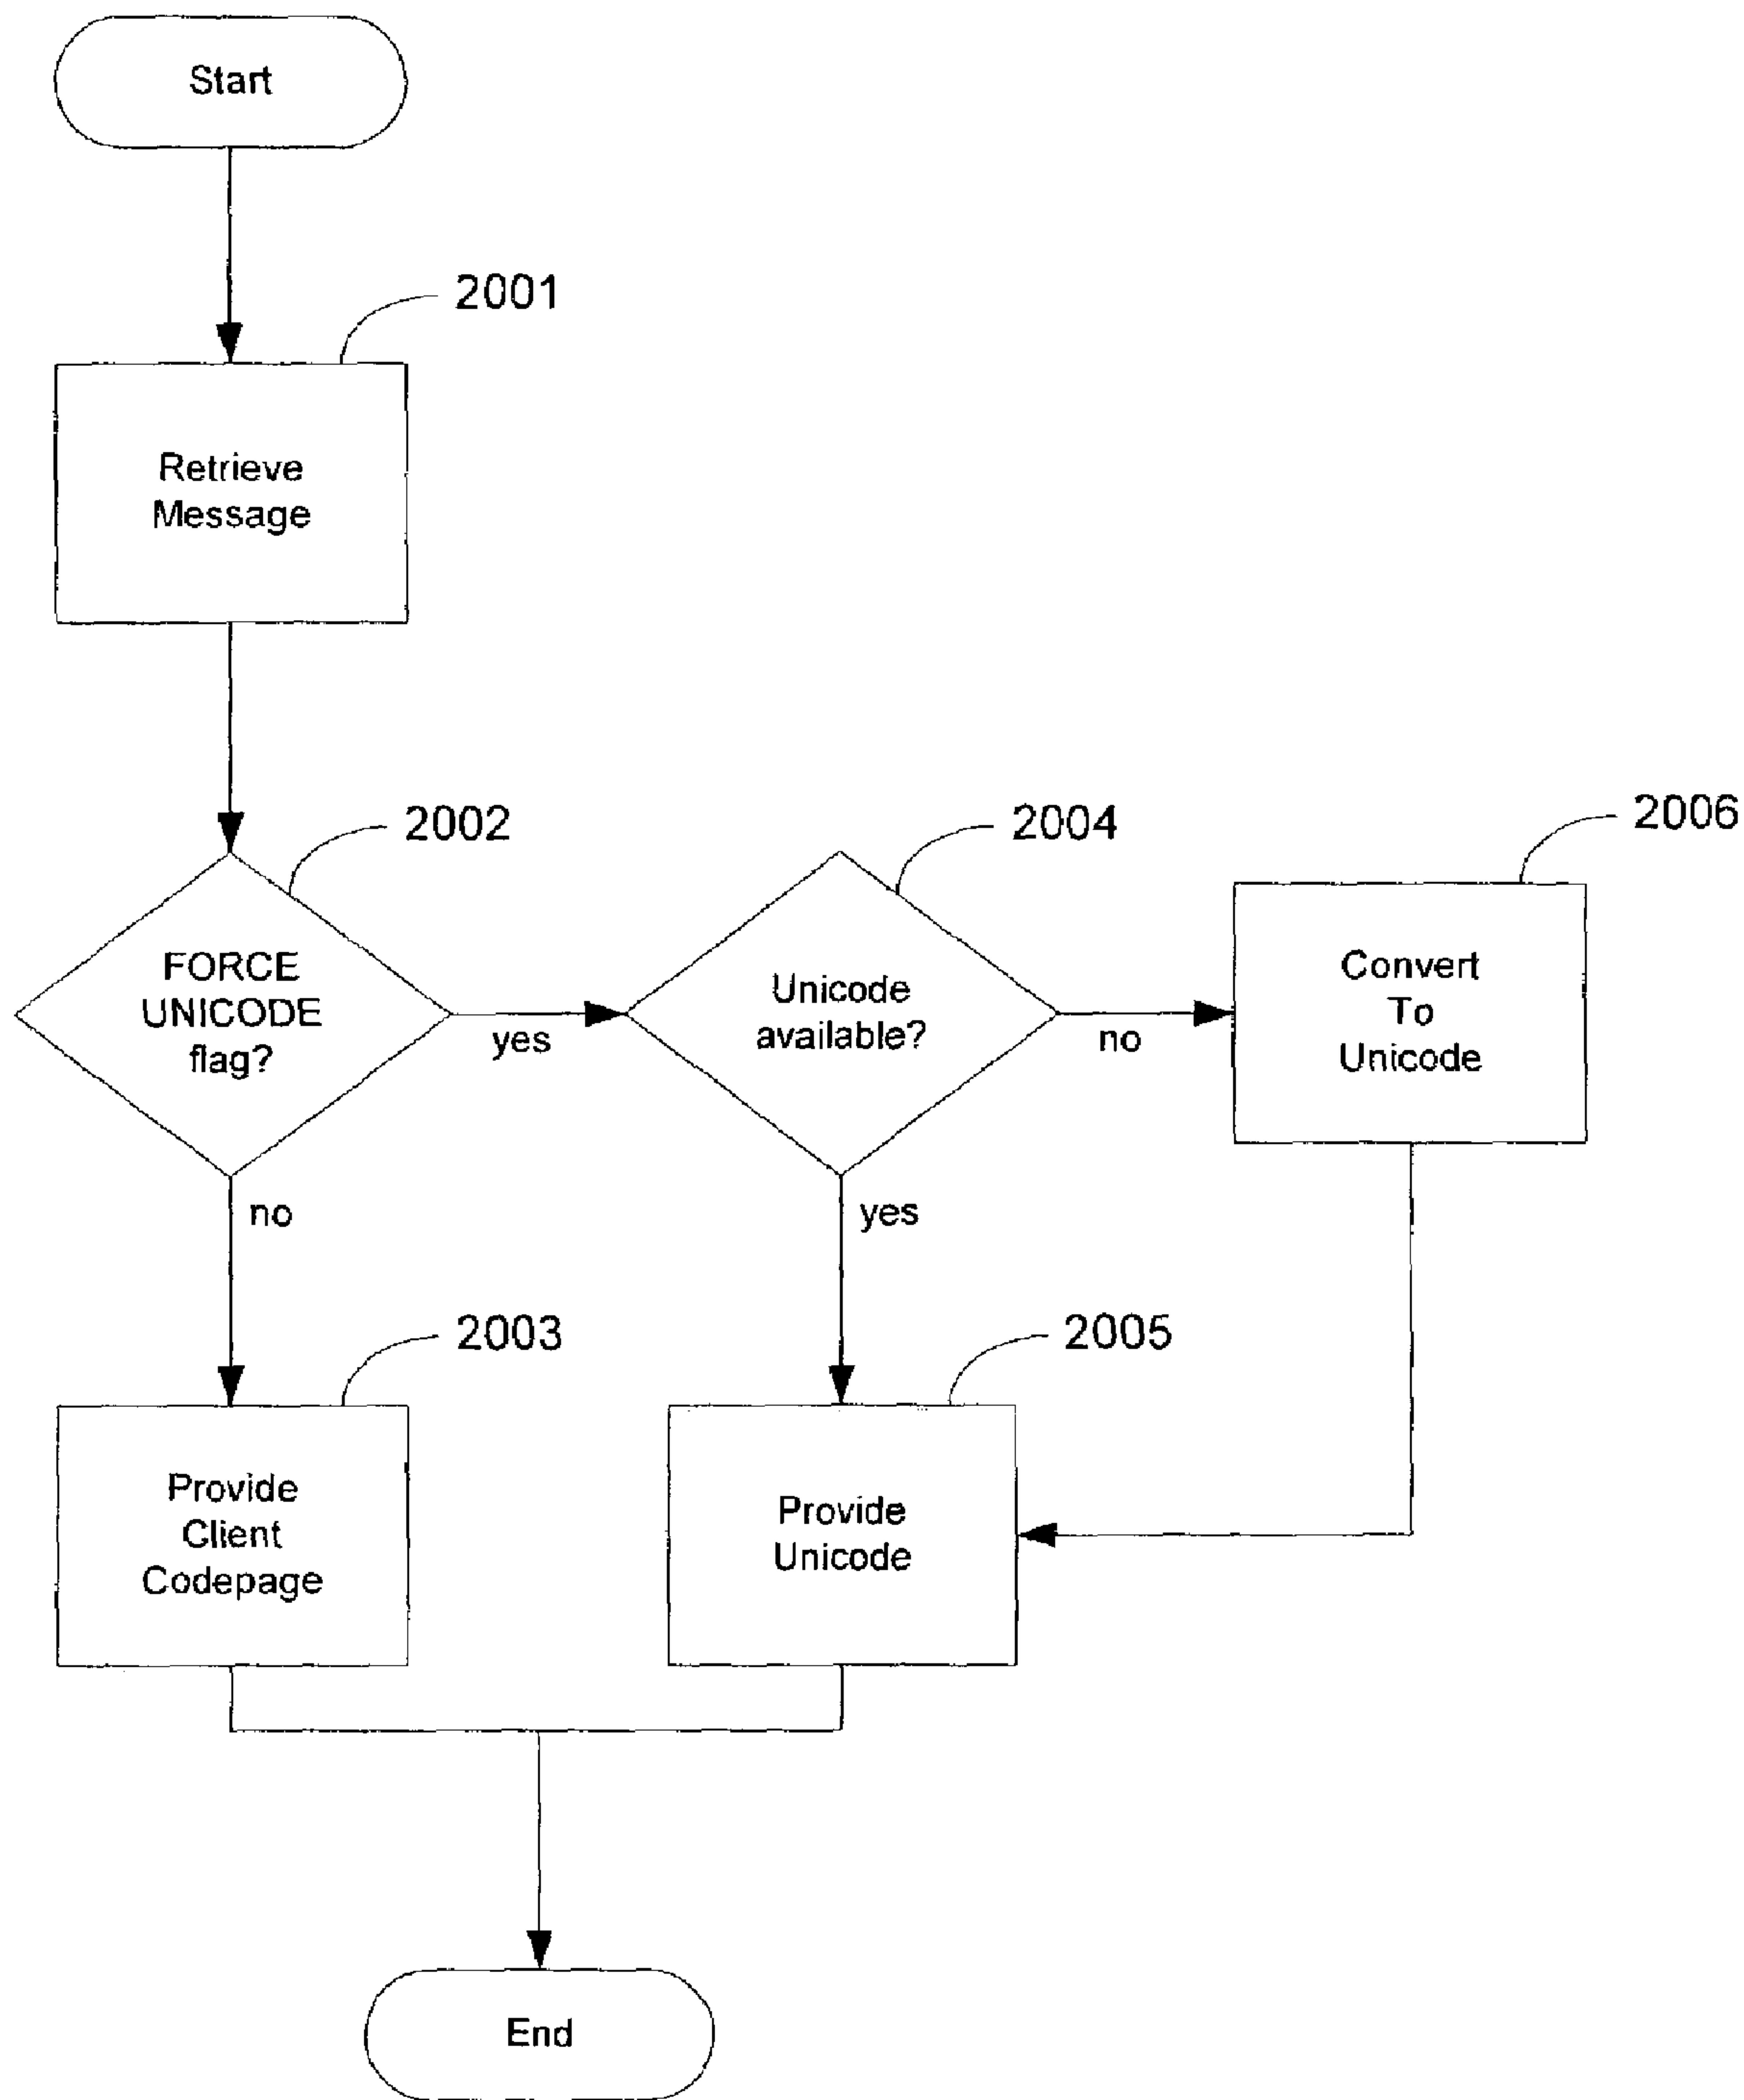 Start
2001
Retrieve
Message
2002
2004
2006
FORCE
UNICODE
flag?
yes
Unicode
available?
no
Convert
To
Unicode
no
yes
2003
2005
Provide
Client
Codepage
Provide
Unicode
End